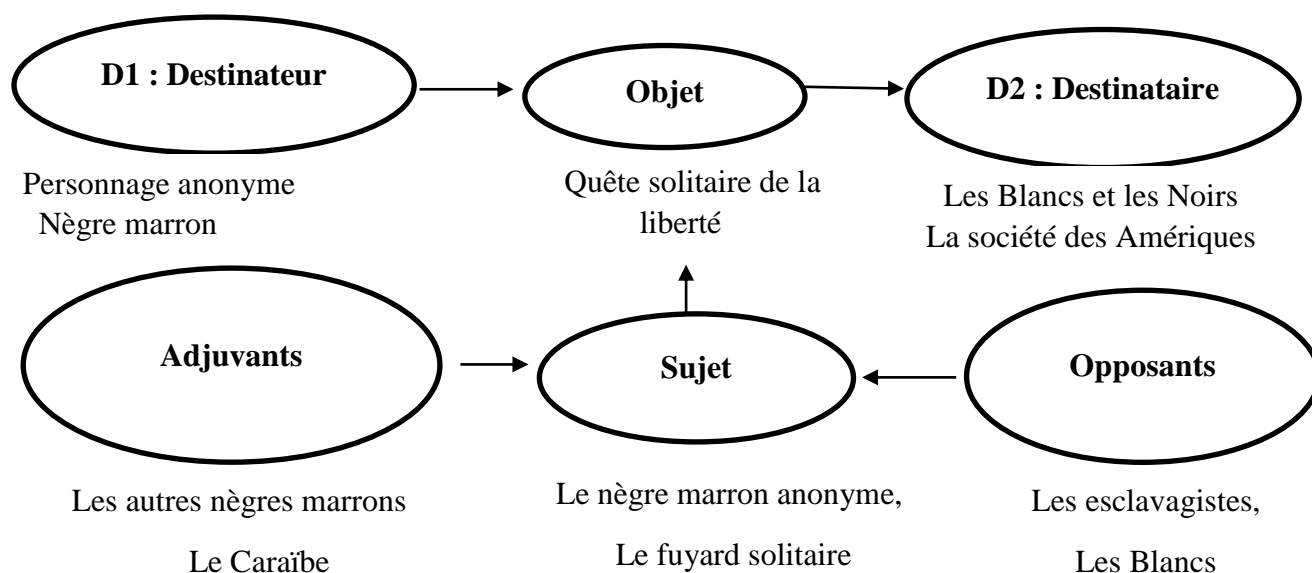 D1 : Destinateur
Objet
D2 : Destinataire
Personnage anonyme
Nègre marron
Quête solitaire de la
liberté
Les Blancs et les Noirs
La société des Amériques
Adjuvants
Sujet
Opposants
Les autres nègres marrons
Le Caraïbe
Le nègre marron anonyme,
Le fuyard solitaire
Les esclavagistes,
Les Blancs